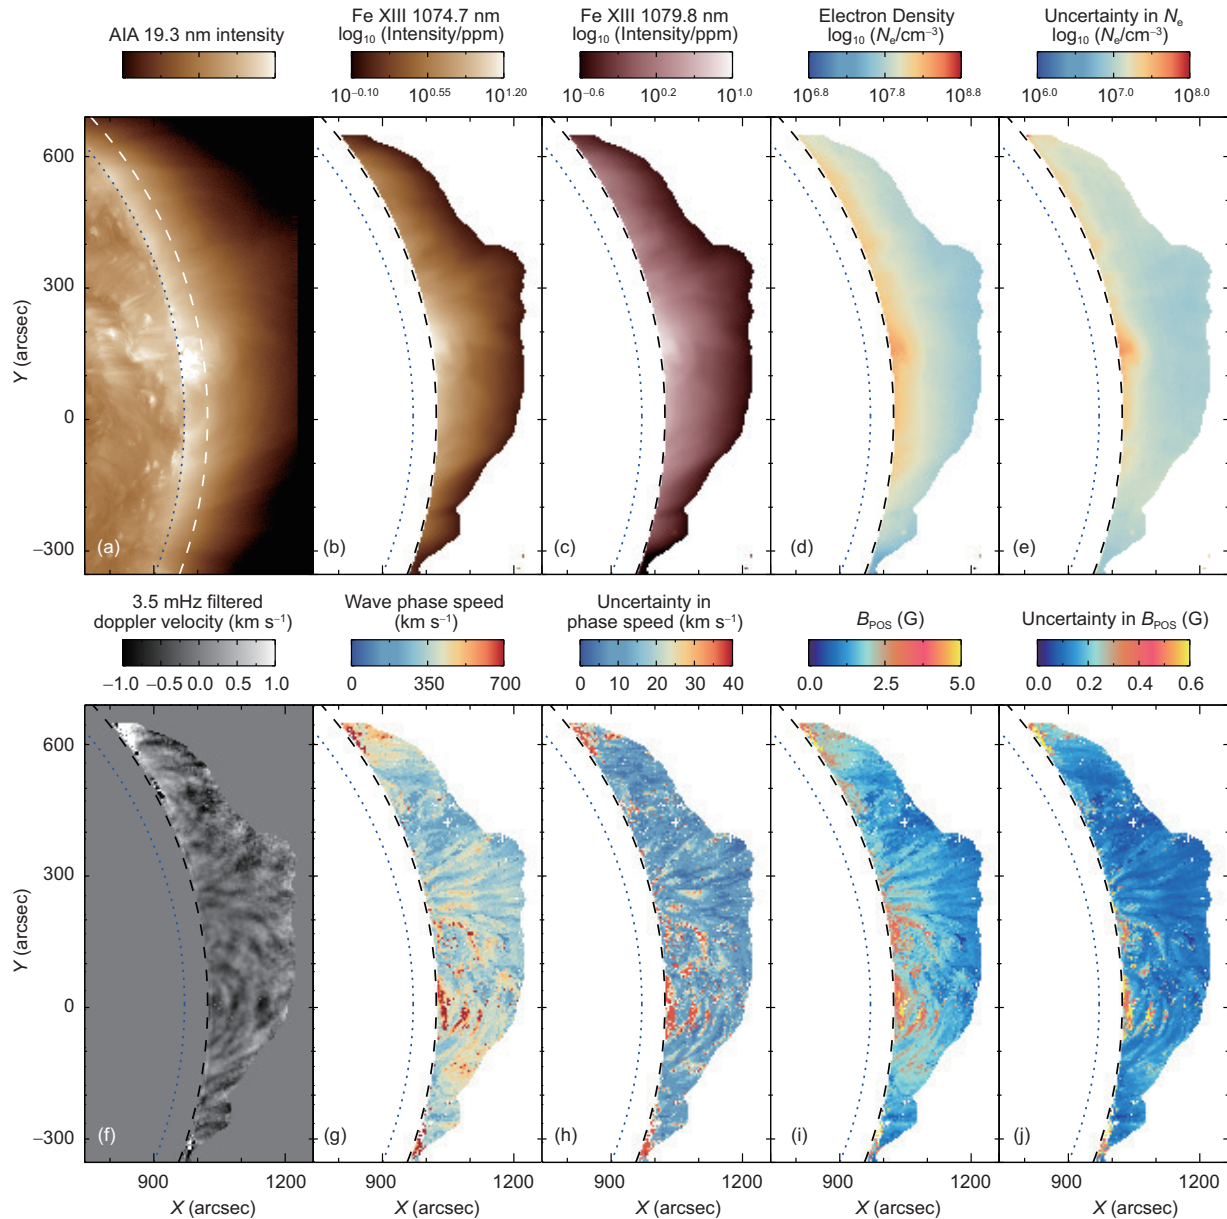 AIA 19.3 nm intensity
Fe XIII 1074.7 nm
log₁₀ (Intensity/ppm)
10⁻⁰·¹⁰ 10⁰·⁵⁵ 10¹·²⁰
Fe XIII 1079.8 nm
log₁₀ (Intensity/ppm)
10⁻⁰·⁶ 10⁰·² 10¹·⁰
Electron Density
log₁₀ (Nₑ/cm⁻³)
10⁶·⁸ 10⁷·⁸ 10⁸·⁸
Uncertainty in Nₑ
log₁₀ (Nₑ/cm⁻³)
10⁶·⁰ 10⁷·⁰ 10⁸·⁰
600
300
0
−300
Y (arcsec)
(a)
(b)
(c)
(d)
(e)
3.5 mHz filtered
doppler velocity (km s⁻¹)
−1.0 −0.5 0.0 0.5 1.0
Wave phase speed
(km s⁻¹)
0 350 700
Uncertainty in
phase speed (km s⁻¹)
0 10 20 30 40
B_POS (G)
0.0 2.5 5.0
Uncertainty in B_POS (G)
0.0 0.2 0.4 0.6
600
300
0
−300
Y (arcsec)
(f)
(g)
(h)
(i)
(j)
900 1200
900 1200
900 1200
900 1200
900 1200
X (arcsec)
X (arcsec)
X (arcsec)
X (arcsec)
X (arcsec)